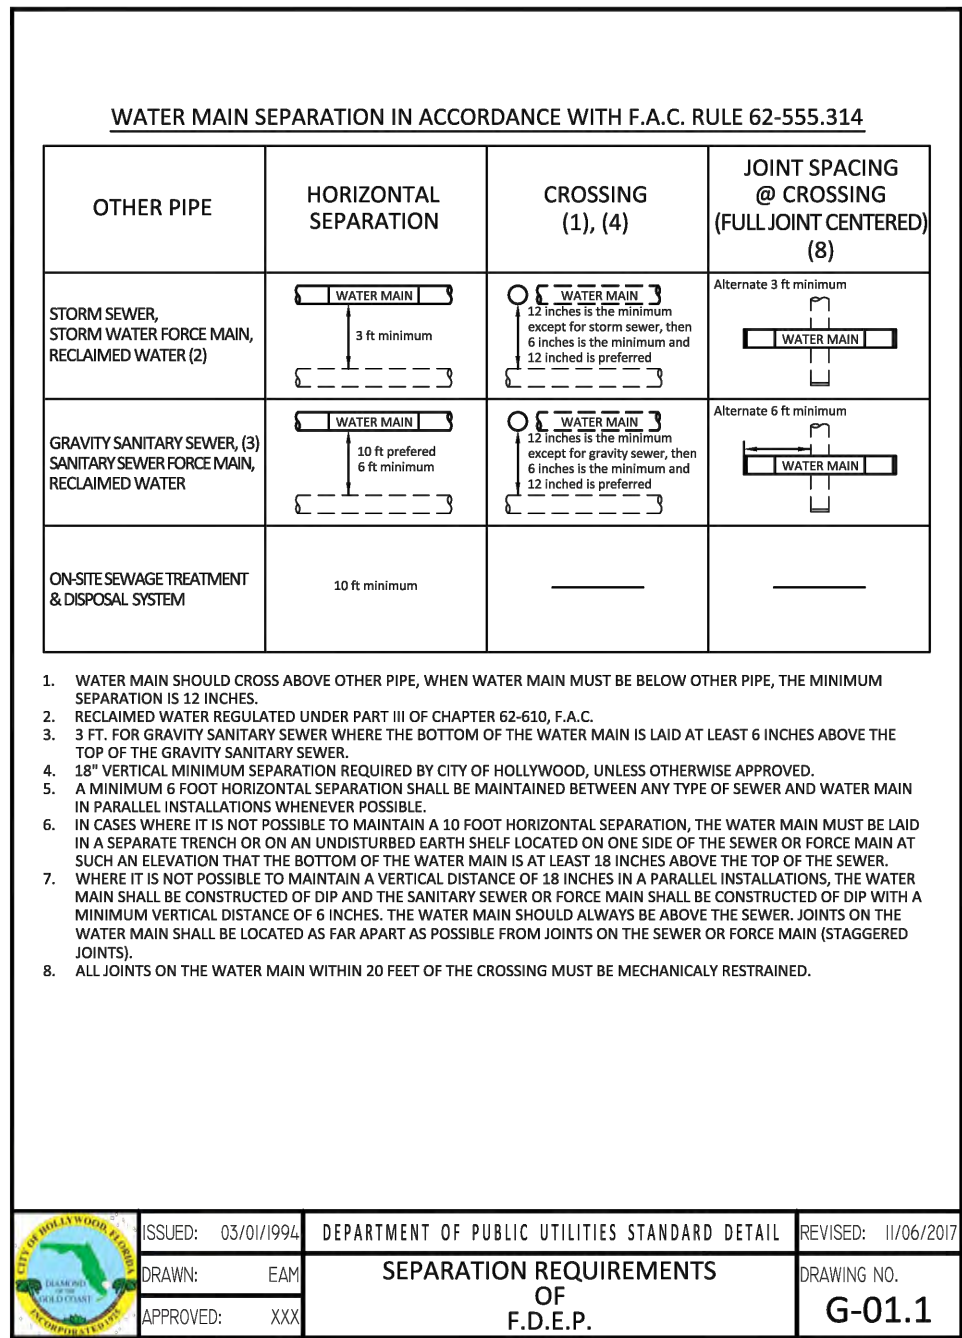 WATER MAIN SEPARATION IN ACCORDANCE WITH F.A.C. RULE 62-555.314
OTHER PIPE
HORIZONTAL
SEPARATION
CROSSING
(1), (4)
JOINT SPACING
@ CROSSING
(FULL JOINT CENTERED)
(8)
STORM SEWER,
STORM WATER FORCE MAIN,
RECLAIMED WATER (2)
WATER MAIN
3 ft minimum
WATER MAIN
12 inches is the minimum
except for storm sewer, then
6 inches is the minimum and
12 inched is preferred
Alternate 3 ft minimum
WATER MAIN
GRAVITY SANITARY SEWER, (3)
SANITARY SEWER FORCE MAIN,
RECLAIMED WATER
WATER MAIN
10 ft prefered
6 ft minimum
WATER MAIN
12 inches is the minimum
except for gravity sewer, then
6 inches is the minimum and
12 inched is preferred
Alternate 6 ft minimum
WATER MAIN
ON-SITE SEWAGE TREATMENT
& DISPOSAL SYSTEM
10 ft minimum
1. WATER MAIN SHOULD CROSS ABOVE OTHER PIPE, WHEN WATER MAIN MUST BE BELOW OTHER PIPE, THE MINIMUM
SEPARATION IS 12 INCHES.
2. RECLAIMED WATER REGULATED UNDER PART III OF CHAPTER 62-610, F.A.C.
3. 3 FT. FOR GRAVITY SANITARY SEWER WHERE THE BOTTOM OF THE WATER MAIN IS LAID AT LEAST 6 INCHES ABOVE THE
TOP OF THE GRAVITY SANITARY SEWER.
4. 18" VERTICAL MINIMUM SEPARATION REQUIRED BY CITY OF HOLLYWOOD, UNLESS OTHERWISE APPROVED.
5. A MINIMUM 6 FOOT HORIZONTAL SEPARATION SHALL BE MAINTAINED BETWEEN ANY TYPE OF SEWER AND WATER MAIN
IN PARALLEL INSTALLATIONS WHENEVER POSSIBLE.
6. IN CASES WHERE IT IS NOT POSSIBLE TO MAINTAIN A 10 FOOT HORIZONTAL SEPARATION, THE WATER MAIN MUST BE LAID
IN A SEPARATE TRENCH OR ON AN UNDISTURBED EARTH SHELF LOCATED ON ONE SIDE OF THE SEWER OR FORCE MAIN AT
SUCH AN ELEVATION THAT THE BOTTOM OF THE WATER MAIN IS AT LEAST 18 INCHES ABOVE THE TOP OF THE SEWER.
7. WHERE IT IS NOT POSSIBLE TO MAINTAIN A VERTICAL DISTANCE OF 18 INCHES IN A PARALLEL INSTALLATIONS, THE WATER
MAIN SHALL BE CONSTRUCTED OF DIP AND THE SANITARY SEWER OR FORCE MAIN SHALL BE CONSTRUCTED OF DIP WITH A
MINIMUM VERTICAL DISTANCE OF 6 INCHES. THE WATER MAIN SHOULD ALWAYS BE ABOVE THE SEWER. JOINTS ON THE
WATER MAIN SHALL BE LOCATED AS FAR APART AS POSSIBLE FROM JOINTS ON THE SEWER OR FORCE MAIN (STAGGERED
JOINTS).
8. ALL JOINTS ON THE WATER MAIN WITHIN 20 FEET OF THE CROSSING MUST BE MECHANICALY RESTRAINED.
CITY OF HOLLYWOOD, FLORIDA
DIAMOND
OF THE
GOLD COAST
INCORPORATED 1925
ISSUED: 03/01/1994
DRAWN: EAM
APPROVED: XXX
DEPARTMENT OF PUBLIC UTILITIES STANDARD DETAIL
SEPARATION REQUIREMENTS
OF
F.D.E.P.
REVISED: 11/06/2017
DRAWING NO.
G-01.1